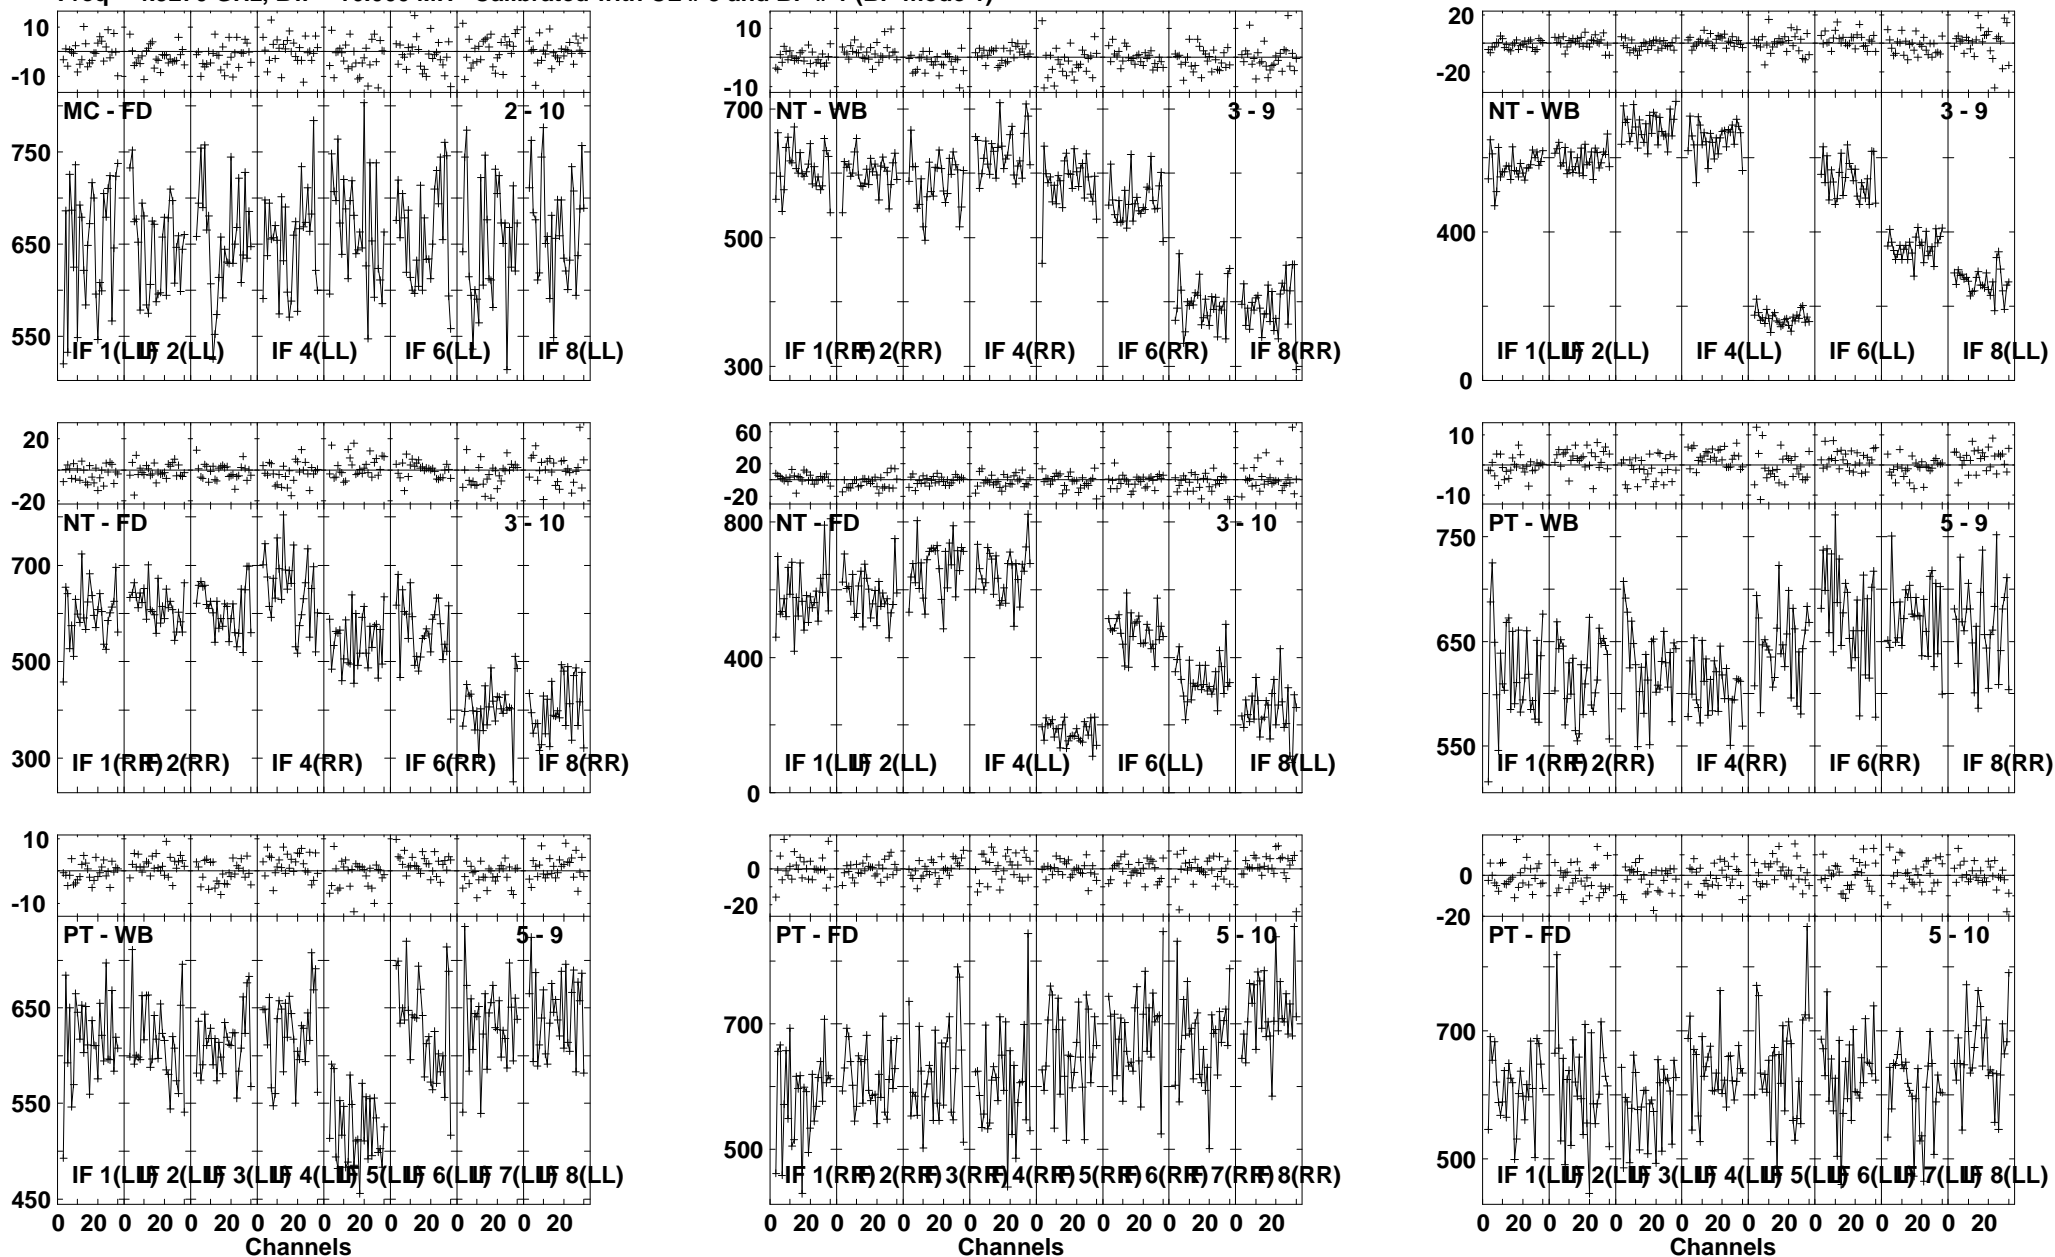 10 10 20
-10 -10 -20
MC - FD 2 - 10 NT - WB 3 - 9 NT - WB 3 - 9
750 700
650 500 400
550 300 0
IF 1(LL) IF 2(LL) IF 4(LL) IF 6(LL) IF 8(LL) IF 1(RR) IF 2(RR) IF 4(RR) IF 6(RR) IF 8(RR) IF 1(LL) IF 2(LL) IF 4(LL) IF 6(LL) IF 8(LL)
20 60 20 10
-20 -20 -10
NT - FD 3 - 10 NT - FD 3 - 10 PT - WB 5 - 9
700 800 750
500 400 650
300 0 550
IF 1(RR) IF 2(RR) IF 4(RR) IF 6(RR) IF 8(RR) IF 1(LL) IF 2(LL) IF 4(LL) IF 6(LL) IF 8(LL) IF 1(RR) IF 2(RR) IF 4(RR) IF 6(RR) IF 8(RR)
10 0 0
-10 -20 -20
PT - WB 5 - 9 PT - FD 5 - 10 PT - FD 5 - 10
650 700 700
550 500 500
450
IF 1(LL) IF 2(LL) IF 3(LL) IF 4(LL) IF 5(LL) IF 6(LL) IF 7(LL) IF 8(LL) IF 1(RR) IF 2(RR) IF 3(RR) IF 4(RR) IF 5(RR) IF 6(RR) IF 7(RR) IF 8(RR) IF 1(LL) IF 2(LL) IF 3(LL) IF 4(LL) IF 5(LL) IF 6(LL) IF 7(LL) IF 8(LL)
0 20 0 20 0 20 0 20 0 20 0 20 0 20 0 20 0 20 0 20 0 20 0 20 0 20 0 20 0 20 0 20 0 20 0 20 0 20 0 20 0 20 0 20 0 20 0 20
Channels Channels Channels